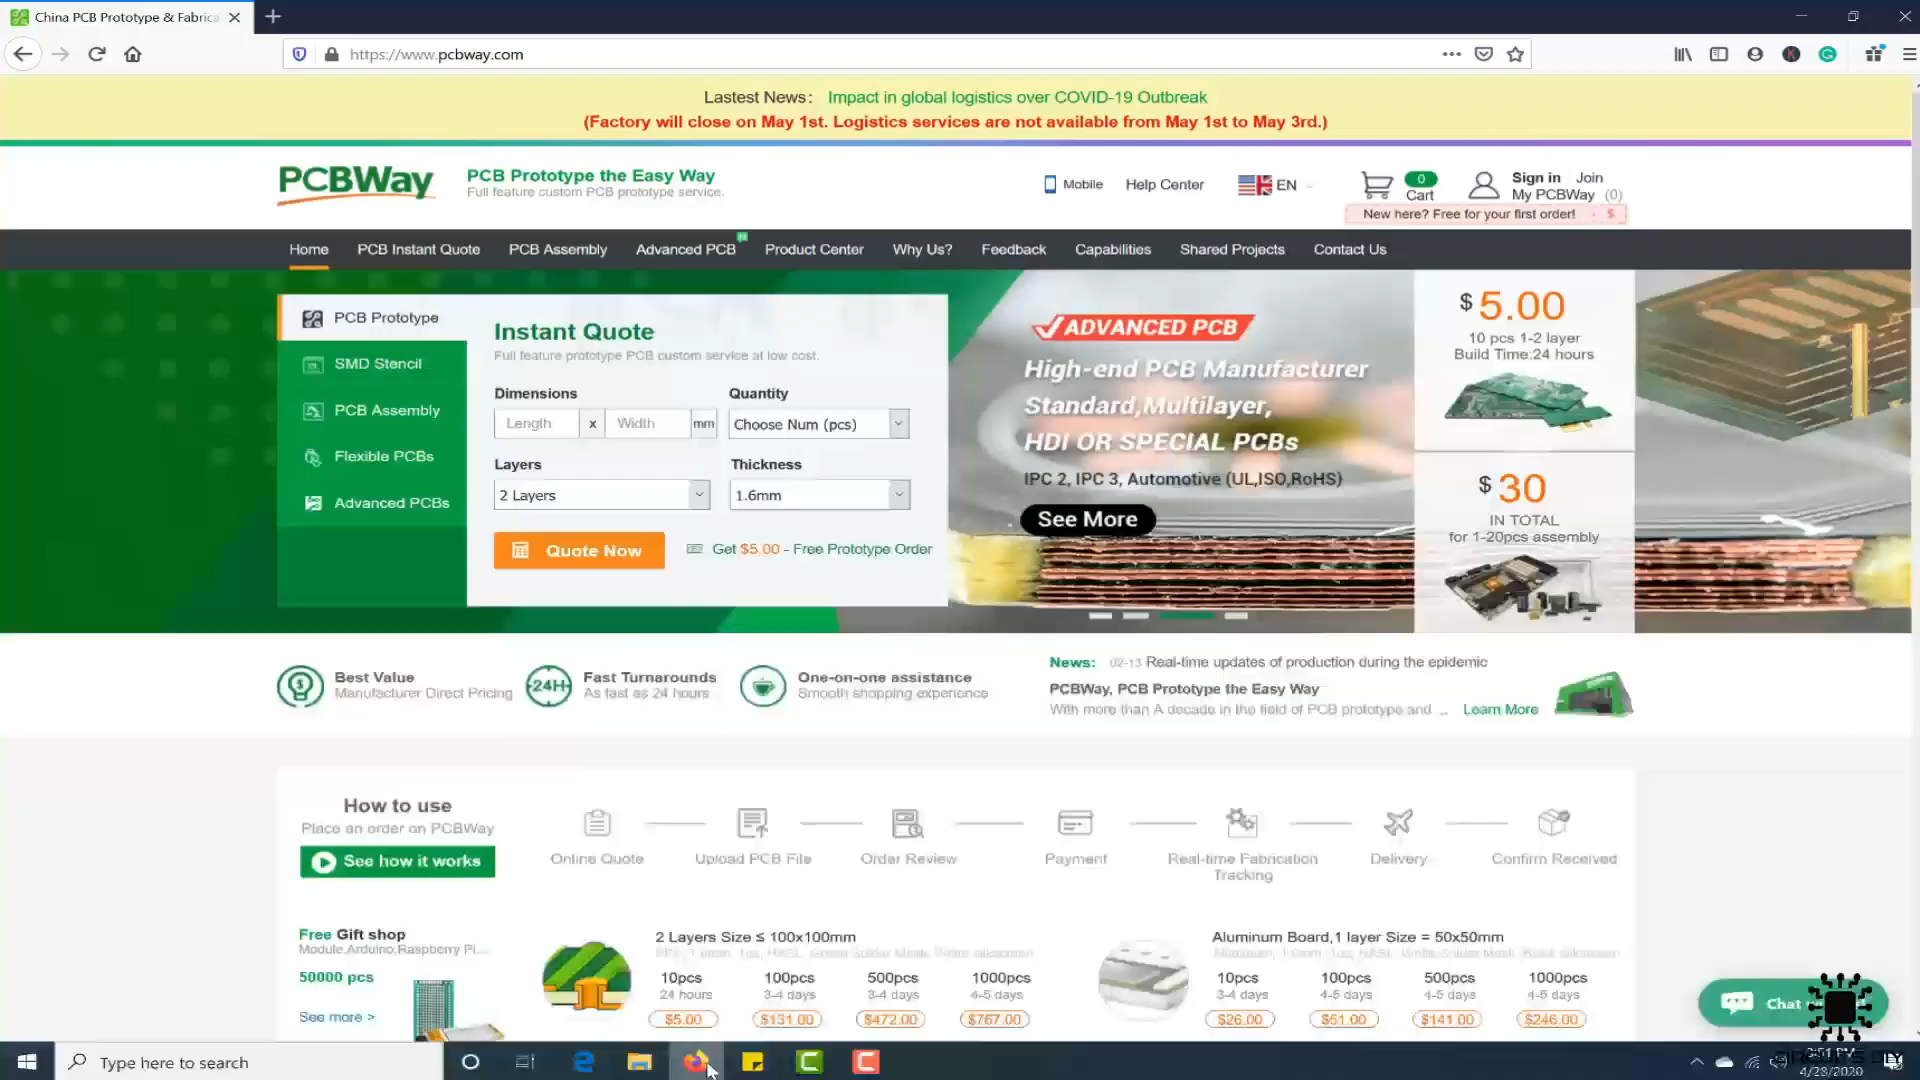 China PCB Prototype & Fabrica
https://www.pcbway.com
Lastest News: Impact in global logistics over COVID-19 Outbreak
(Factory will close on May 1st. Logistics services are not available from May 1st to May 3rd.)
PCBWay
PCB Prototype the Easy Way
Full feature custom PCB prototype service.
Mobile
Help Center
EN
0
Cart
Sign in Join
My PCBWay (0)
New here? Free for your first order! $
Home PCB Instant Quote PCB Assembly Advanced PCB Product Center Why Us? Feedback Capabilities Shared Projects Contact Us
PCB Prototype
SMD Stencil
PCB Assembly
Flexible PCBs
Advanced PCBs
Instant Quote
Full feature prototype PCB custom service at low cost.
Dimensions
Quantity
Length x Width mm
Choose Num (pcs)
Layers
Thickness
2 Layers
1.6mm
Quote Now
Get $5.00 - Free Prototype Order
ADVANCED PCB
High-end PCB Manufacturer
Standard,Multilayer,
HDI OR SPECIAL PCBs
IPC 2, IPC 3, Automotive (UL,ISO,RoHS)
See More
$5.00
10 pcs 1-2 layer
Build Time:24 hours
$30
IN TOTAL
for 1-20pcs assembly
Best Value
Manufacturer Direct Pricing
24H
Fast Turnarounds
As fast as 24 hours
One-on-one assistance
Smooth shopping experience
News: 02-13 Real-time updates of production during the epidemic
PCBWay, PCB Prototype the Easy Way
With more than A decade in the field of PCB prototype and ... Learn More
How to use
Place an order on PCBWay
See how it works
Online Quote
Upload PCB File
Order Review
Payment
Real-time Fabrication
Tracking
Delivery
Confirm Received
Free Gift shop
Module,Arduino,Raspberry Pi...
50000 pcs
See more >
2 Layers Size ≤ 100x100mm
10pcs 100pcs 500pcs 1000pcs
24 hours 3-4 days 3-4 days 4-5 days
$5.00 $131.00 $472.00 $767.00
Aluminum Board,1 layer Size = 50x50mm
10pcs 100pcs 500pcs 1000pcs
3-4 days 4-5 days 4-5 days 4-5 days
$26.00 $51.00 $141.00 $246.00
Chat
Type here to search
4/28/2020